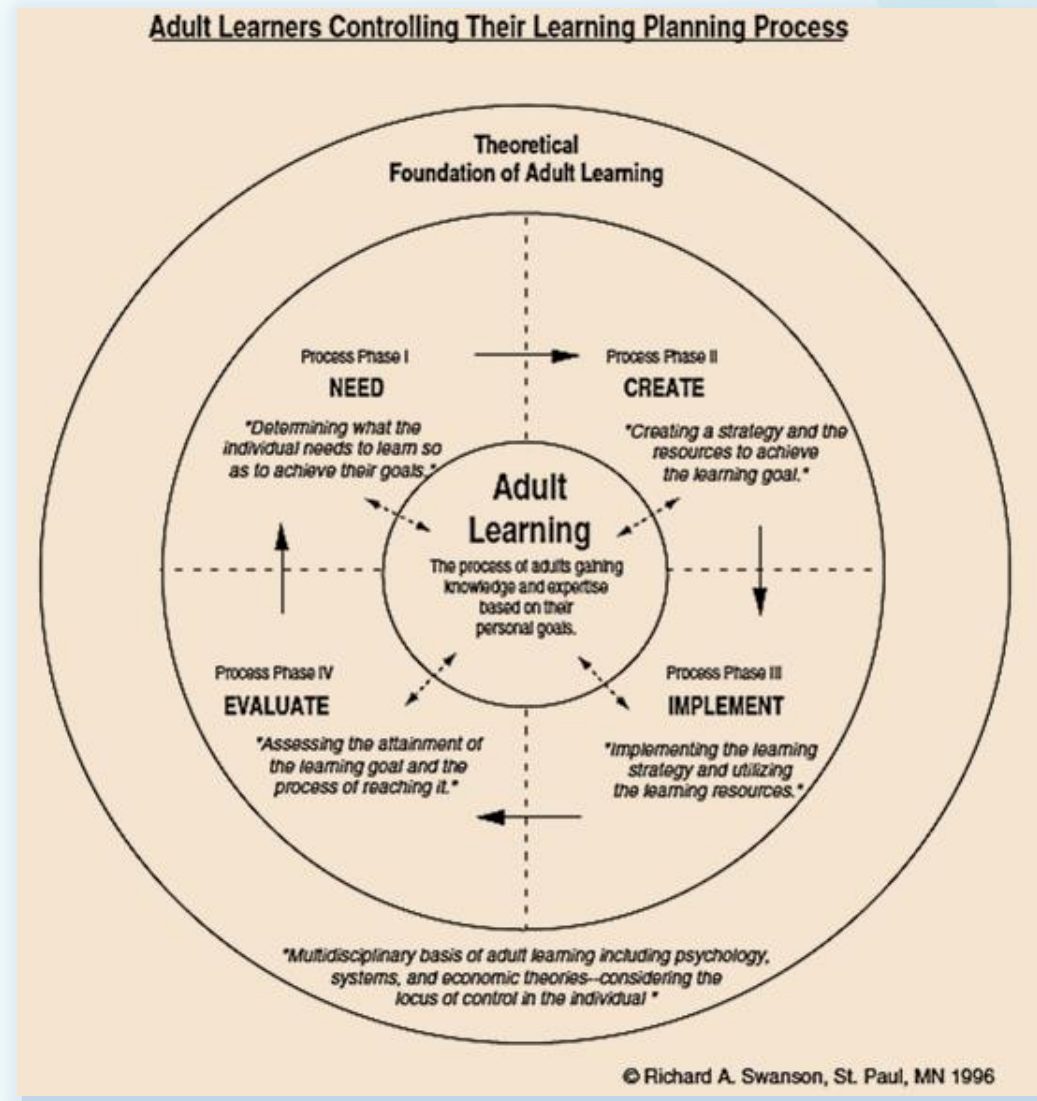 Adult Learners Controlling Their Learning Planning Process
Theoretical
Foundation of Adult Learning
Process Phase I
NEED
"Determining what the
individual needs to learn so
as to achieve their goals."
Process Phase II
CREATE
"Creating a strategy and the
resources to achieve
the learning goal."
Adult
Learning
The process of adults gaining
knowledge and expertise
based on their
personal goals.
Process Phase IV
EVALUATE
"Assessing the attainment of
the learning goal and the
process of reaching it."
Process Phase III
IMPLEMENT
"Implementing the learning
strategy and utilizing
the learning resources."
"Multidisciplinary basis of adult learning including psychology,
systems, and economic theories--considering the
locus of control in the individual "
© Richard A. Swanson, St. Paul, MN 1996